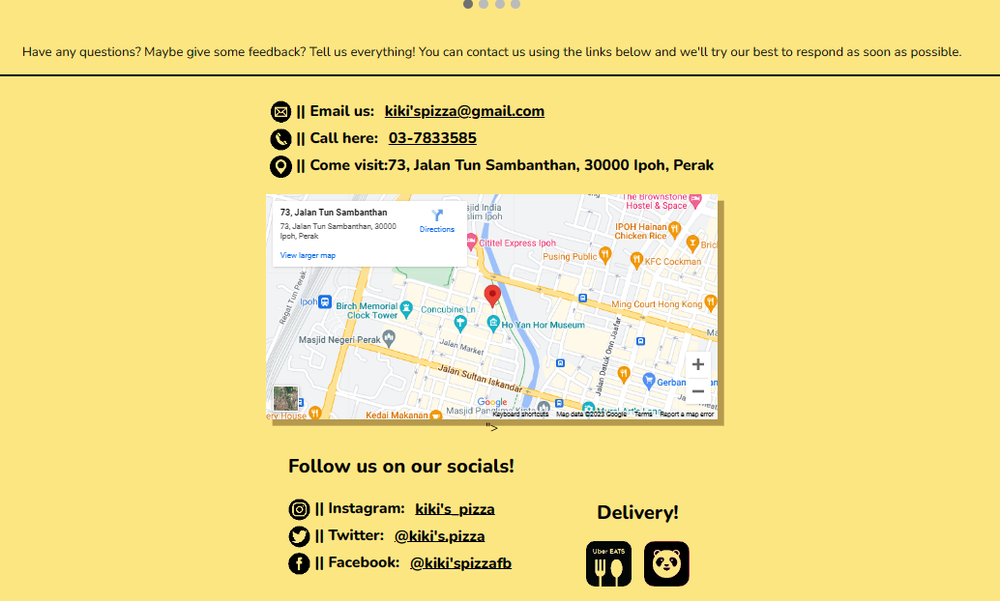 Have any questions? Maybe give some feedback? Tell us everything! You can contact us using the links below and we'll try our best to respond as soon as possible.
|| Email us: kiki'spizza@gmail.com
|| Call here: 03-7833585
|| Come visit:73, Jalan Tun Sambanthan, 30000 Ipoh, Perak
73, Jalan Tun Sambanthan
73, Jalan Tun Sambanthan, 30000
Ipoh, Perak
Directions
View larger map
The Brownstone
Hostel & Space
IPOH Hainan
Chicken Rice
Cititel Express Ipoh
Pusing Public
KFC Cockman
Regat Tun Perak
Ipoh
Birch Memorial
Clock Tower
Concubine Ln
Ming Court Hong Kong
Ho Yan Hor Museum
Masjid Negeri Perak
Jalan Market
Jalan Datuk Onn Jaafar
Jalan Sultan Iskandar
+
−
Google
Kedai Makanan
Masjid Panglima
Keyboard shortcuts
Map data ©2023 Google
Terms
Report a map error
">
Follow us on our socials!
|| Instagram: kiki's_pizza
|| Twitter: @kiki's.pizza
|| Facebook: @kiki'spizzafb
Delivery!
Uber EATS